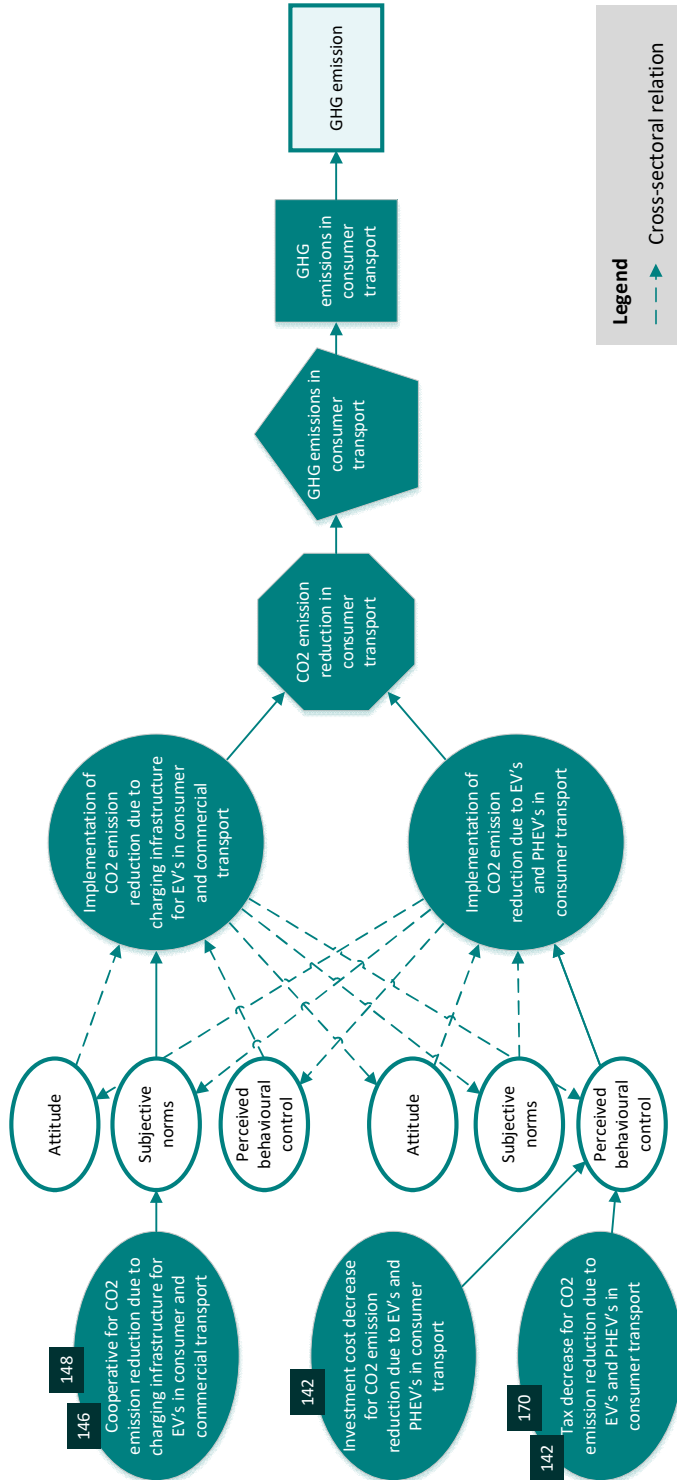 146
148
Cooperative for CO2
emission reduction due to
charging infrastructure for
EV's in consumer and
commercial transport
142
Investment cost decrease
for CO2 emission
reduction due to EV's and
PHEV's in consumer
transport
142
170
Tax decrease for CO2
emission reduction due to
EV's and PHEV's in
consumer transport
Attitude
Subjective
norms
Perceived
behavioural
control
Attitude
Subjective
norms
Perceived
behavioural
control
Implementation of
CO2 emission
reduction due to
charging infrastructure
for EV's in consumer
and commercial
transport
Implementation of
CO2 emission
reduction due to EV's
and PHEV's in
consumer transport
CO2 emission
reduction in
consumer
transport
GHG emissions in
consumer
transport
GHG
emissions in
consumer
transport
GHG emission
Legend
Cross-sectoral relation